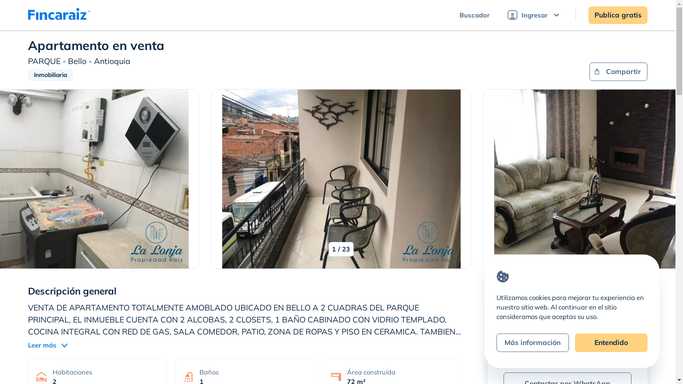 Fincaraiz
Buscador
Ingresar
Publica gratis
Apartamento en venta
PARQUE - Bello - Antioquia
Inmobiliaria
Compartir
La Lonja
Propiedad Raíz
1 / 23
La Lonja
Descripción general
VENTA DE APARTAMENTO TOTALMENTE AMOBLADO UBICADO EN BELLO A 2 CUADRAS DEL PARQUE
PRINCIPAL. EL INMUEBLE CUENTA CON 2 ALCOBAS, 2 CLOSETS, 1 BAÑO CABINADO CON VIDRIO TEMPLADO,
COCINA INTEGRAL CON RED DE GAS, SALA COMEDOR, PATIO, ZONA DE ROPAS Y PISO EN CERAMICA. TAMBIEN...
Leer más
Habitaciones
2
Baños
1
Área construida
72 m²
Utilizamos cookies para mejorar tu experiencia en
nuestro sitio web. Al continuar en el sitio
consideramos que aceptas su uso.
Más información
Entendido
Contactar por WhatsApp